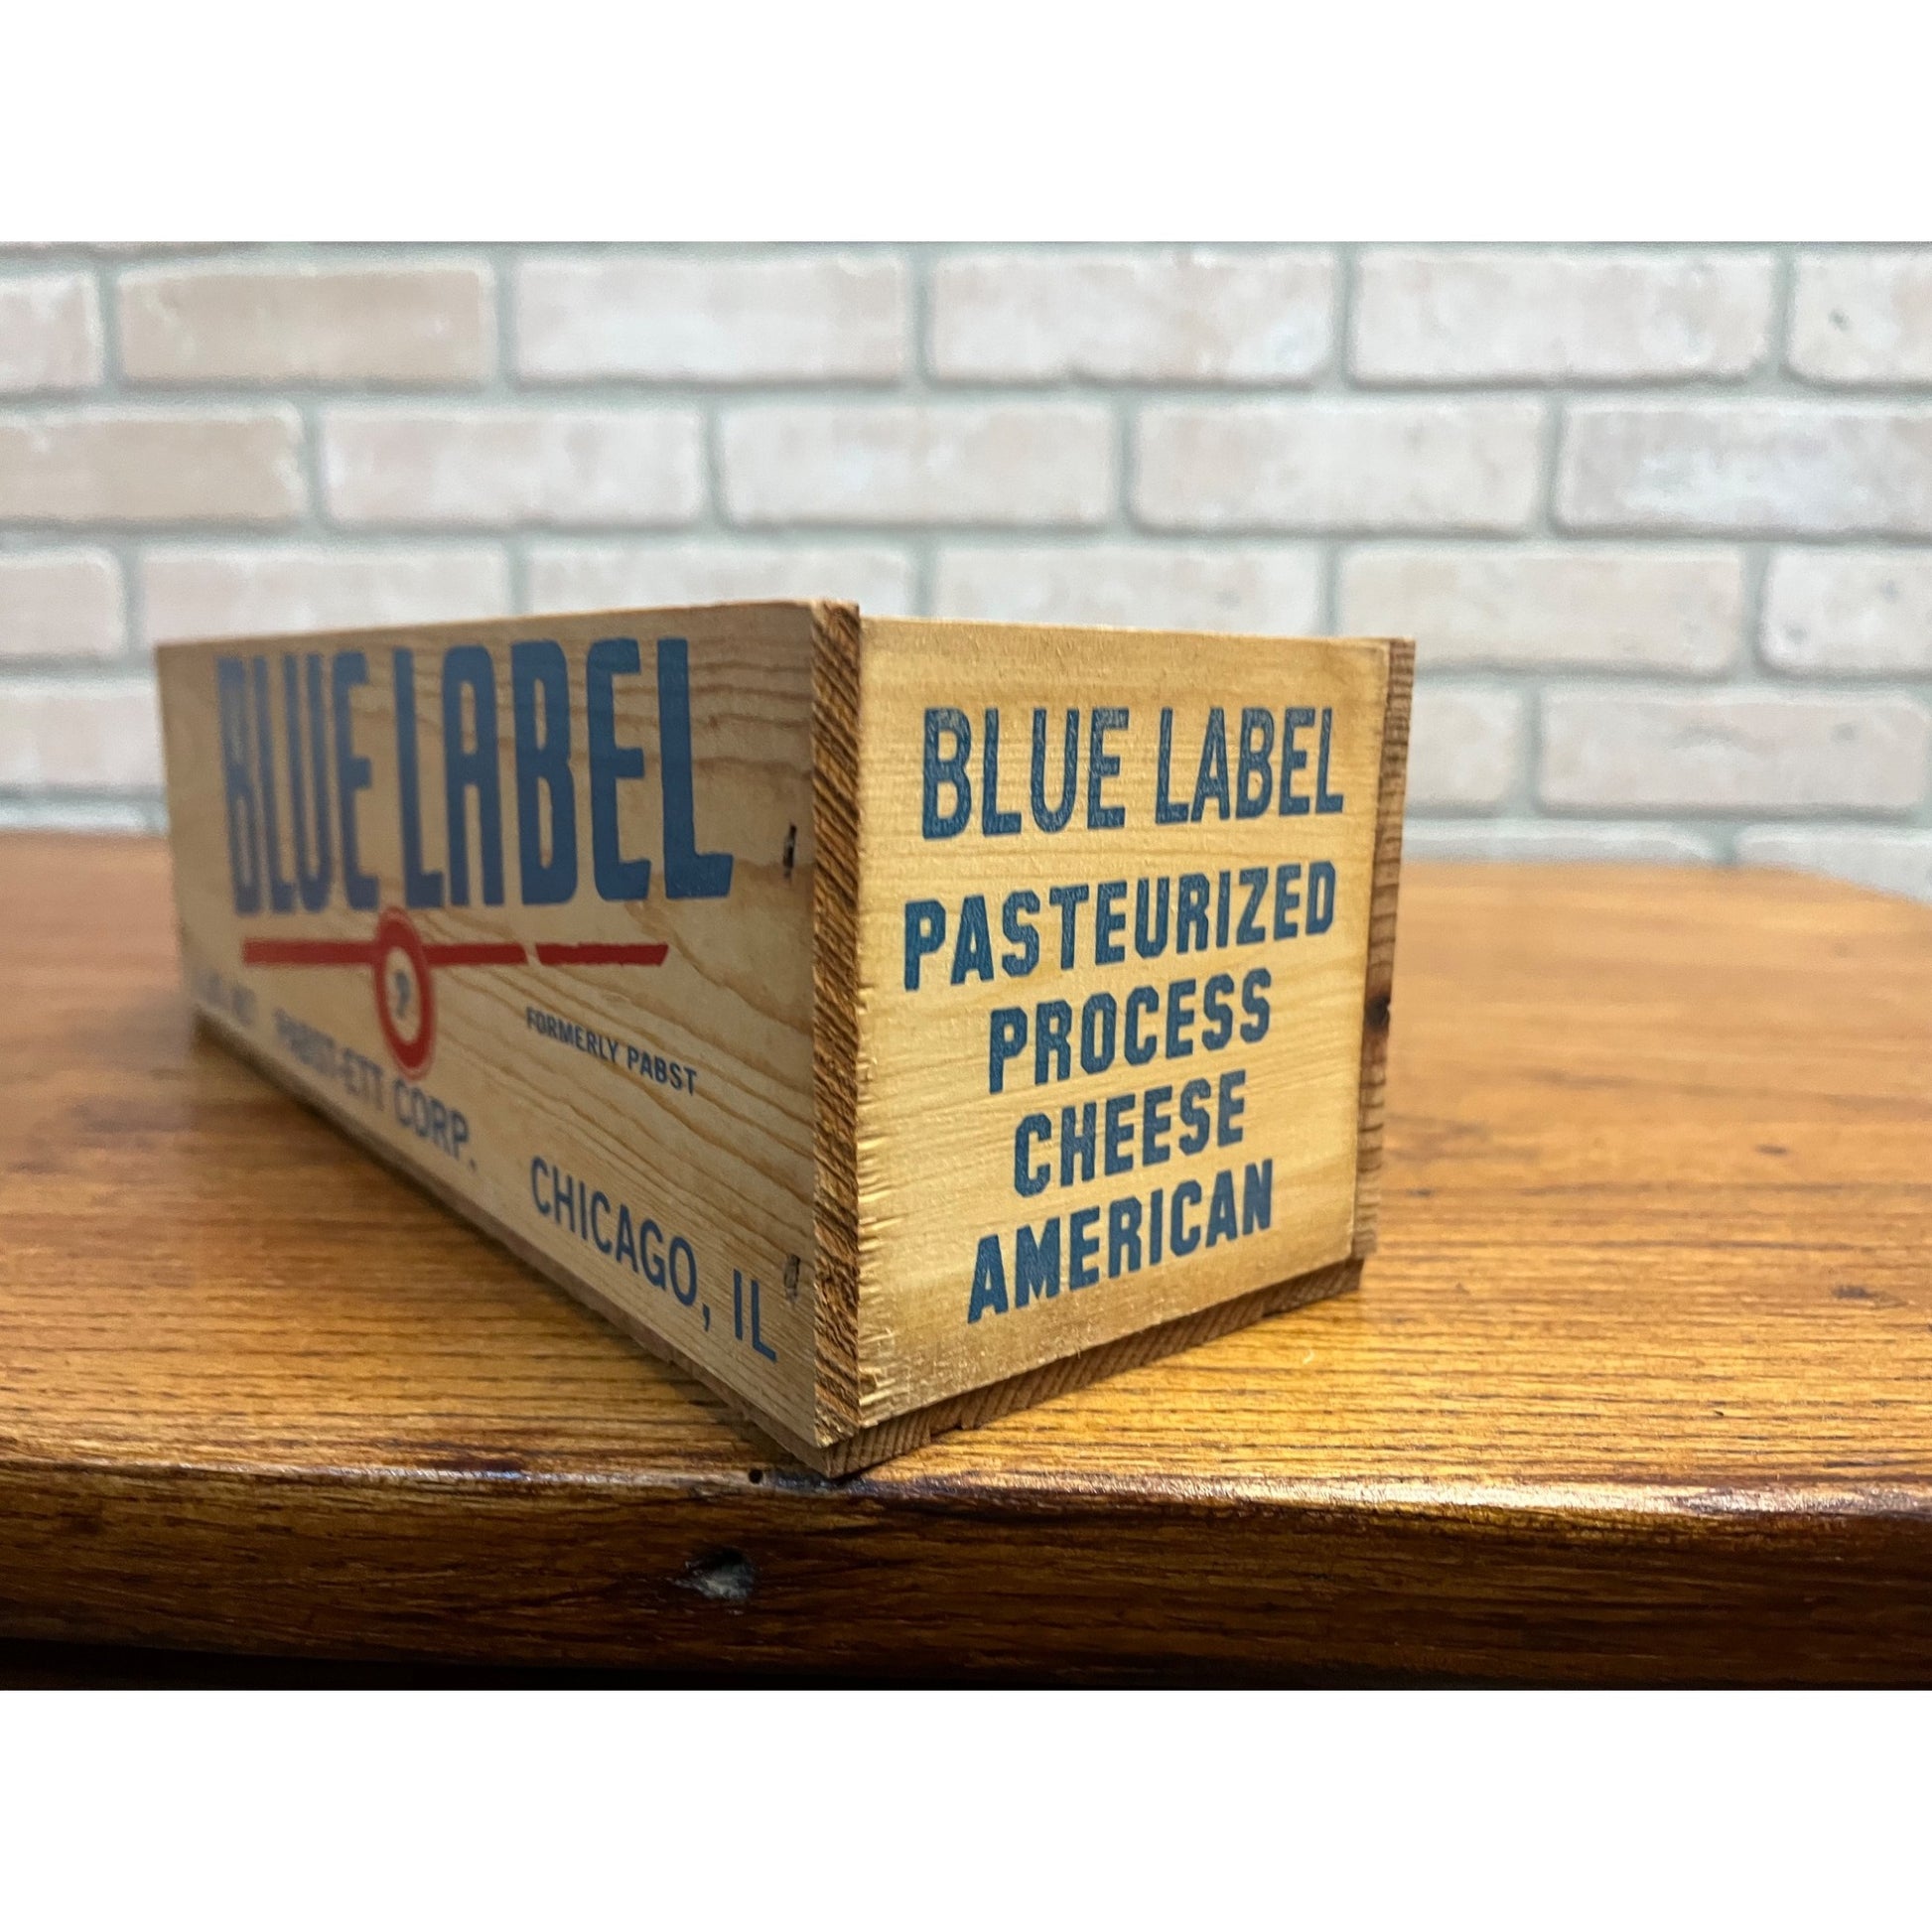 BLUE LABEL
P
FORMERLY PABST
PABST-ETT CORP.
CHICAGO, IL
BLUE LABEL
PASTEURIZED
PROCESS
CHEESE
AMERICAN